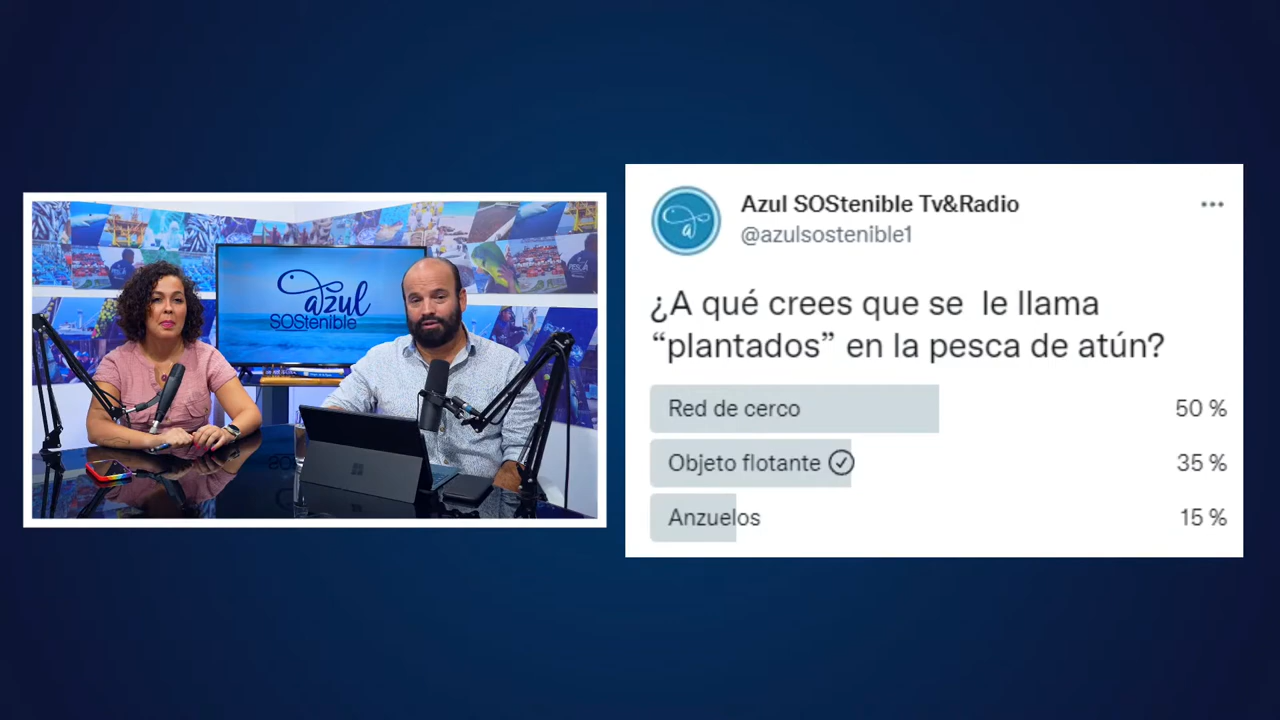 azul
SOStenible
Azul SOStenible Tv&Radio
@azulsostenible1
¿A qué crees que se le llama
“plantados” en la pesca de atún?
Red de cerco 50 %
Objeto flotante 35 %
Anzuelos 15 %